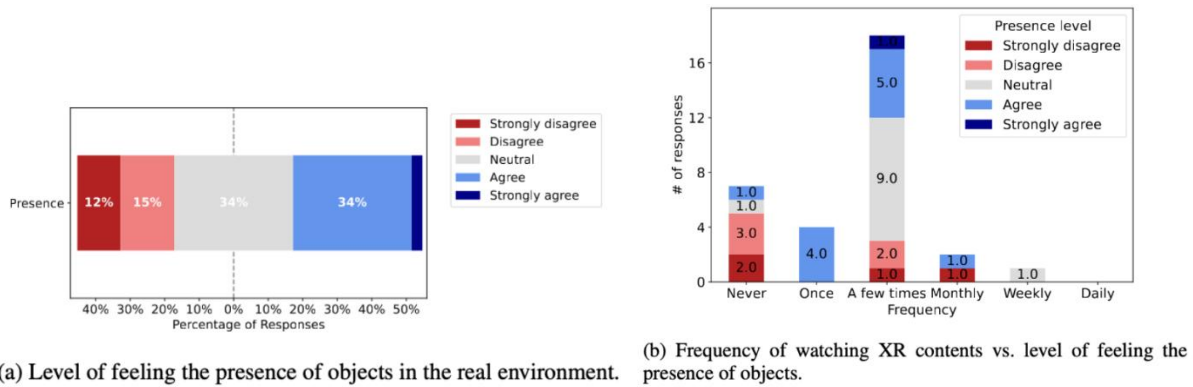 Presence
12%
15%
34%
34%
40% 30% 20% 10% 0% 10% 20% 30% 40% 50%
Percentage of Responses
Strongly disagree
Disagree
Neutral
Agree
Strongly agree
(a) Level of feeling the presence of objects in the real environment.
# of responses
16
12
8
4
0
1.0
1.0
3.0
2.0
4.0
1.0
5.0
9.0
2.0
1.0
1.0
1.0
1.0
Never Once A few times Monthly Weekly Daily
Frequency
Presence level
Strongly disagree
Disagree
Neutral
Agree
Strongly agree
(b) Frequency of watching XR contents vs. level of feeling the
presence of objects.